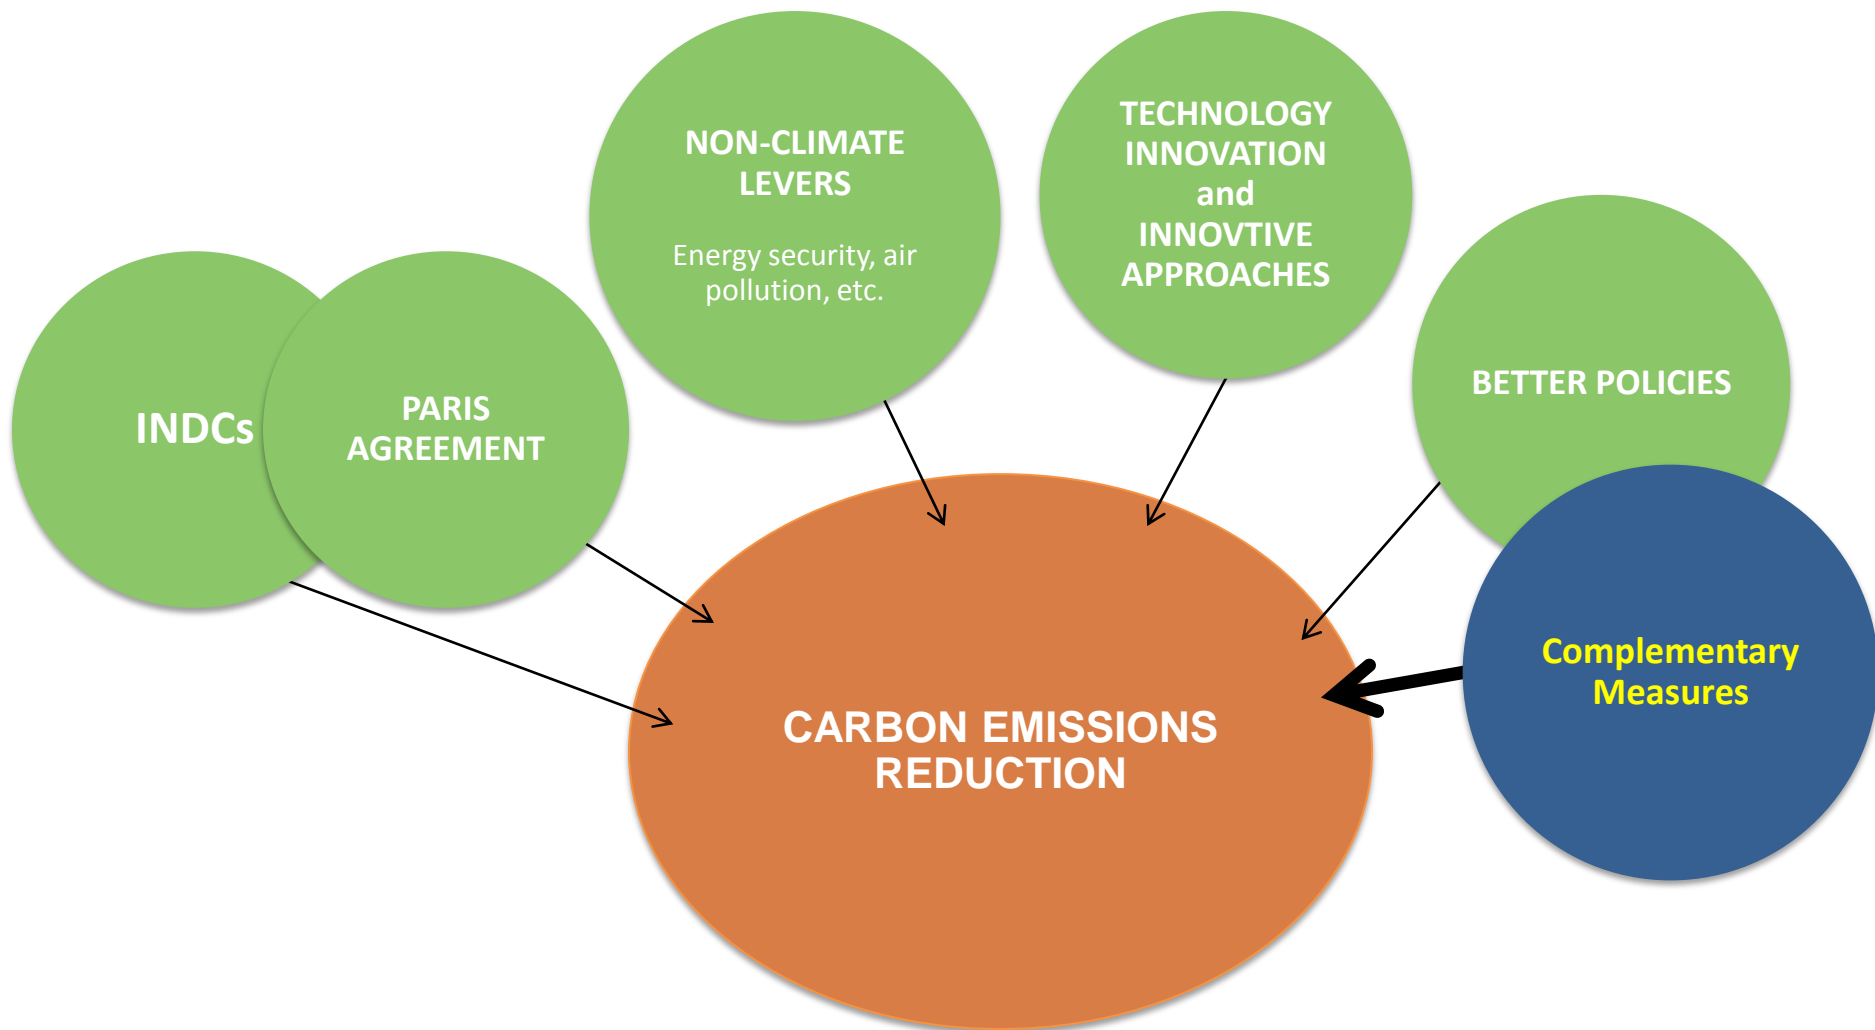 INDCs
PARIS
AGREEMENT
NON-CLIMATE
LEVERS
Energy security, air
pollution, etc.
TECHNOLOGY
INNOVATION
and
INNOVTIVE
APPROACHES
BETTER POLICIES
Complementary
Measures
CARBON EMISSIONS
REDUCTION